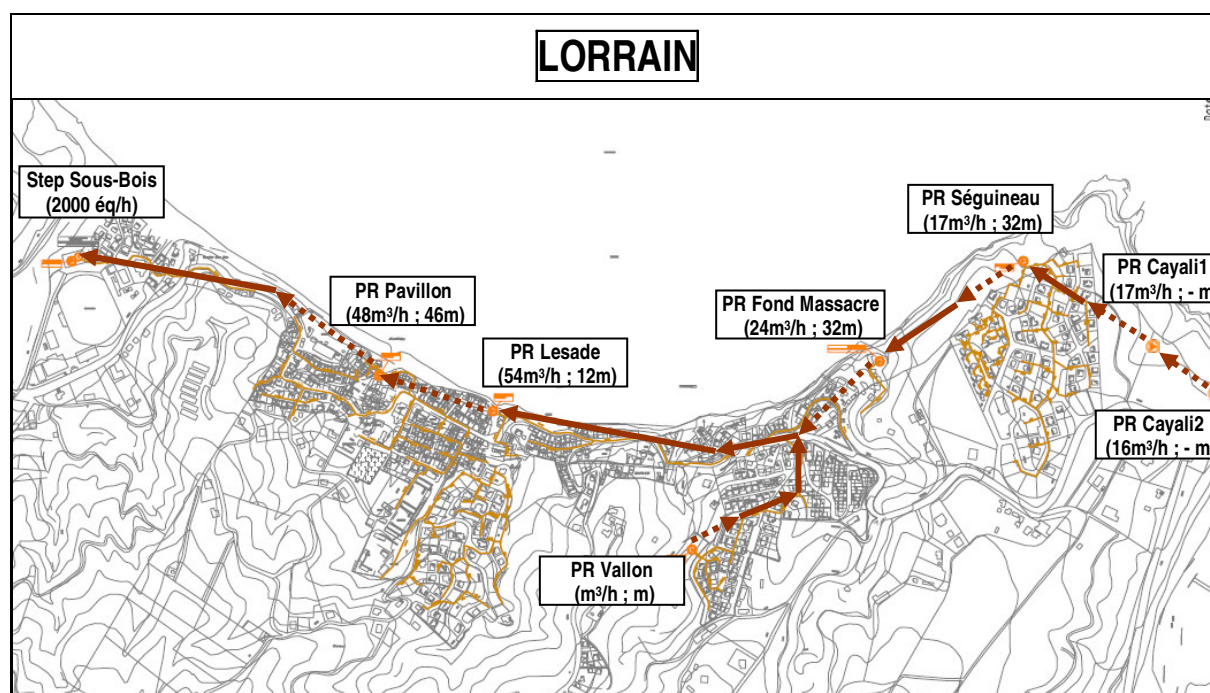 LORRAIN
Step Sous-Bois
(2000 éq/h)
PR Séguineau
(17m³/h ; 32m)
PR Cayali1
(17m³/h ; - m
PR Pavillon
(48m³/h ; 46m)
PR Fond Massacre
(24m³/h ; 32m)
PR Lesade
(54m³/h ; 12m)
PR Cayali2
(16m³/h ; - m
PR Vallon
(m³/h ; m)